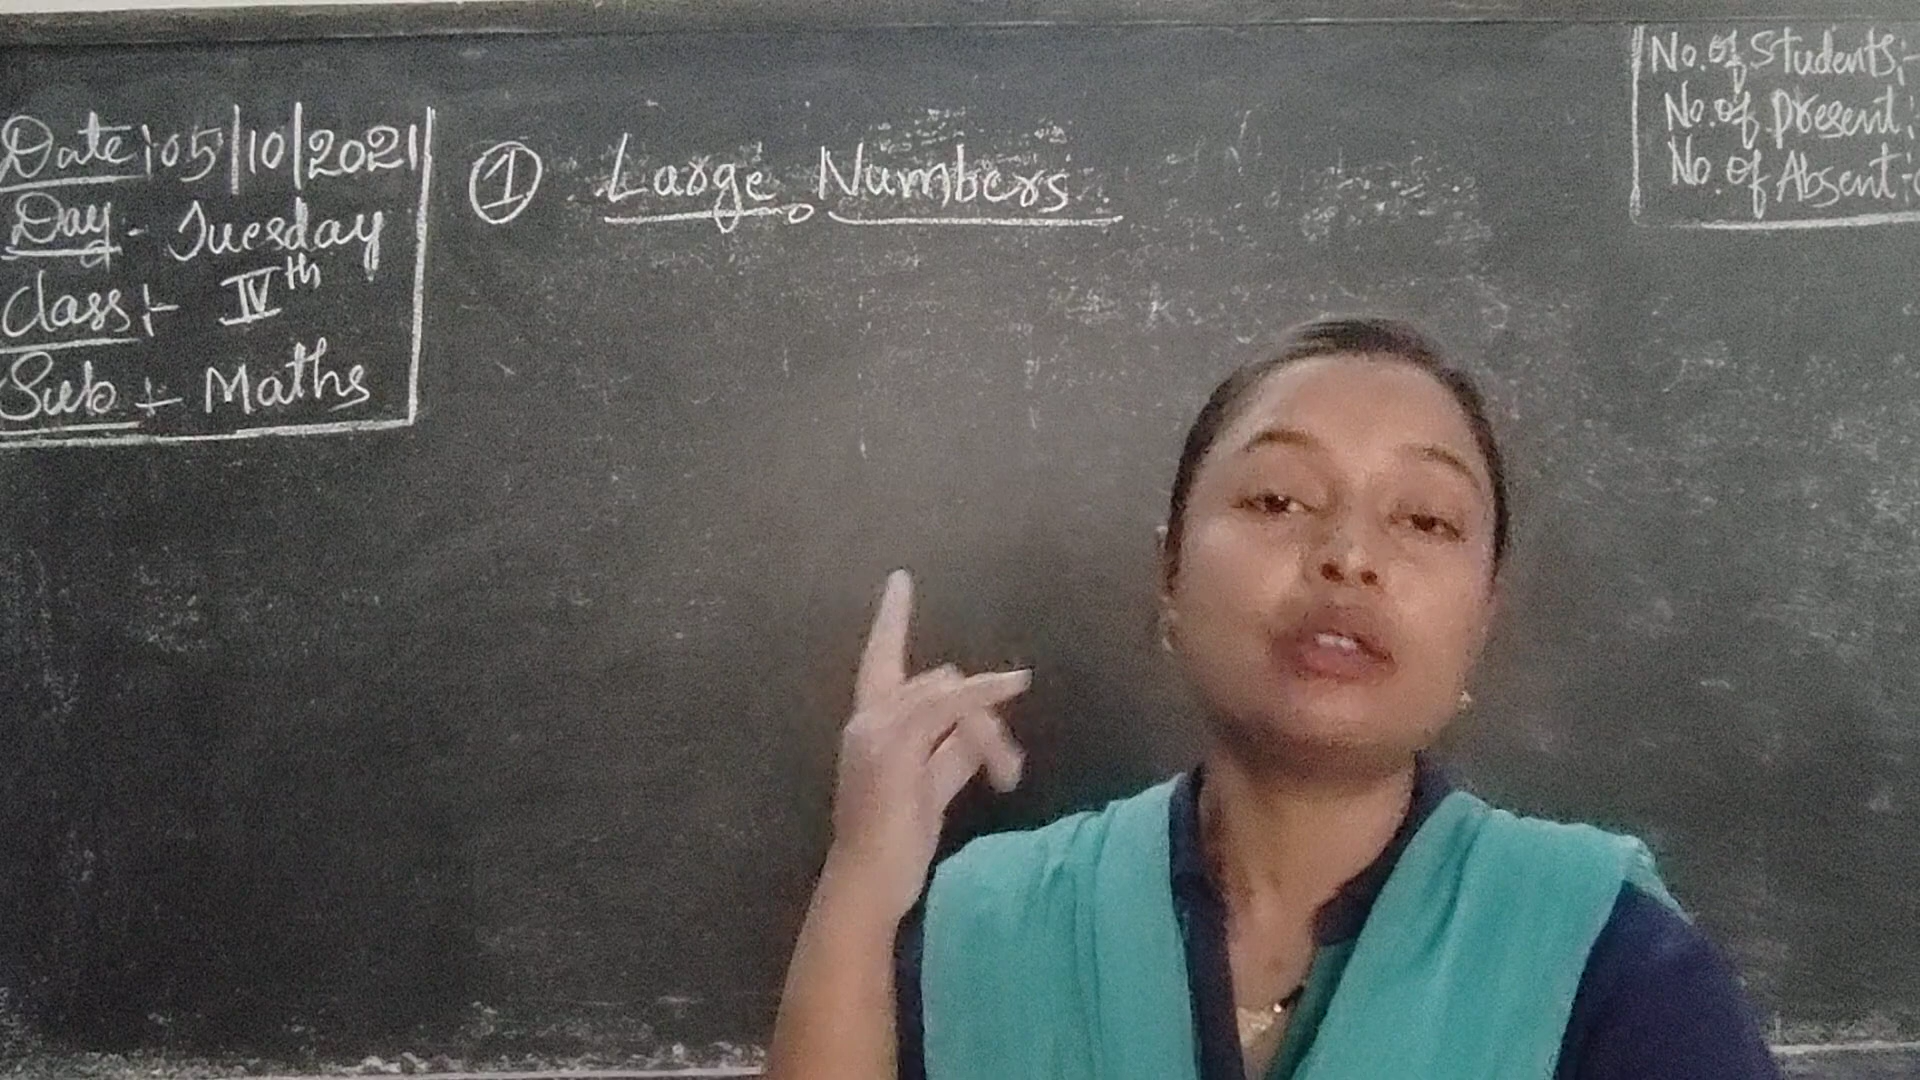 Date:05/10/2021
Day- Tuesday
Class:- IVth
Sub:- Maths
① Large Numbers
No. of Students:-
No. of Present:
No. of Absent:-